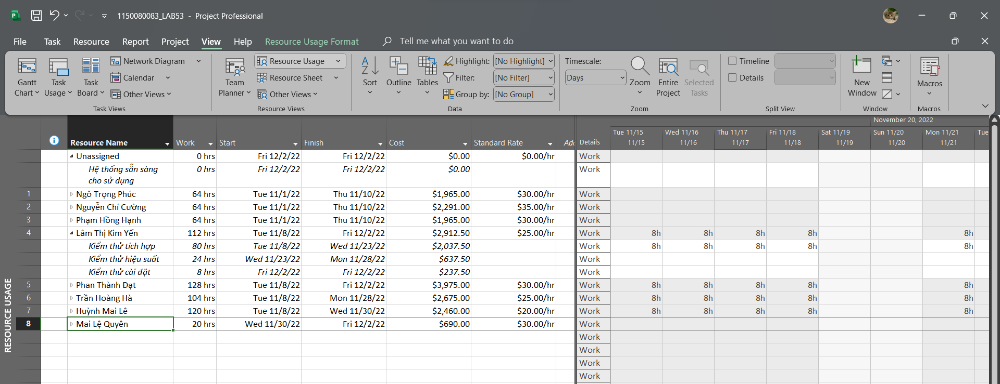 1150080083_LAB53 - Project Professional
File Task Resource Report Project View Help Resource Usage Format Tell me what you want to do
Gantt Chart
Task Usage
Task Board
Network Diagram
Calendar
Other Views
Task Views
Team Planner
Resource Usage
Resource Sheet
Other Views
Resource Views
Sort
Outline
Tables
Highlight: [No Highlight]
Filter: [No Filter]
Group by: [No Group]
Data
Timescale:
Days
Zoom
Entire Project
Selected Tasks
Zoom
Timeline
Details
Split View
New Window
Window
Macros
Macros
November 20, 2022
Tue 11/15 Wed 11/16 Thu 11/17 Fri 11/18 Sat 11/19 Sun 11/20 Mon 11/21 Tue
Resource Name Work Start Finish Cost Standard Rate Details 11/15 11/16 11/17 11/18 11/19 11/20 11/21
Unassigned 0 hrs Fri 12/2/22 Fri 12/2/22 $0.00 $0.00/hr Work
Hệ thống sẵn sàng 0 hrs Fri 12/2/22 Fri 12/2/22 $0.00 Work
cho sử dụng
1 Ngô Trọng Phúc 64 hrs Tue 11/1/22 Thu 11/10/22 $1,965.00 $30.00/hr Work
2 Nguyễn Chí Cường 64 hrs Tue 11/1/22 Thu 11/10/22 $2,291.00 $35.00/hr Work
3 Phạm Hồng Hạnh 64 hrs Tue 11/1/22 Thu 11/10/22 $1,965.00 $30.00/hr Work
4 Lâm Thị Kim Yến 112 hrs Tue 11/8/22 Fri 12/2/22 $2,912.50 $25.00/hr Work 8h 8h 8h 8h 8h
Kiểm thử tích hợp 80 hrs Tue 11/8/22 Wed 11/23/22 $2,037.50 Work 8h 8h 8h 8h 8h
Kiểm thử hiệu suất 24 hrs Wed 11/23/22 Mon 11/28/22 $637.50 Work
Kiểm thử cài đặt 8 hrs Fri 12/2/22 Fri 12/2/22 $237.50 Work
5 Phan Thành Đạt 128 hrs Tue 11/8/22 Fri 12/2/22 $3,975.00 $30.00/hr Work 8h 8h 8h 8h 8h
6 Trần Hoàng Hà 104 hrs Tue 11/8/22 Mon 11/28/22 $2,675.00 $25.00/hr Work 8h 8h 8h 8h 8h
7 Huỳnh Mai Lê 120 hrs Tue 11/8/22 Wed 11/30/22 $2,460.00 $20.00/hr Work 8h 8h 8h 8h 8h
8 Mai Lệ Quyên 20 hrs Wed 11/30/22 Fri 12/2/22 $690.00 $30.00/hr Work
Work
Work
Work
Work
RESOURCE USAGE